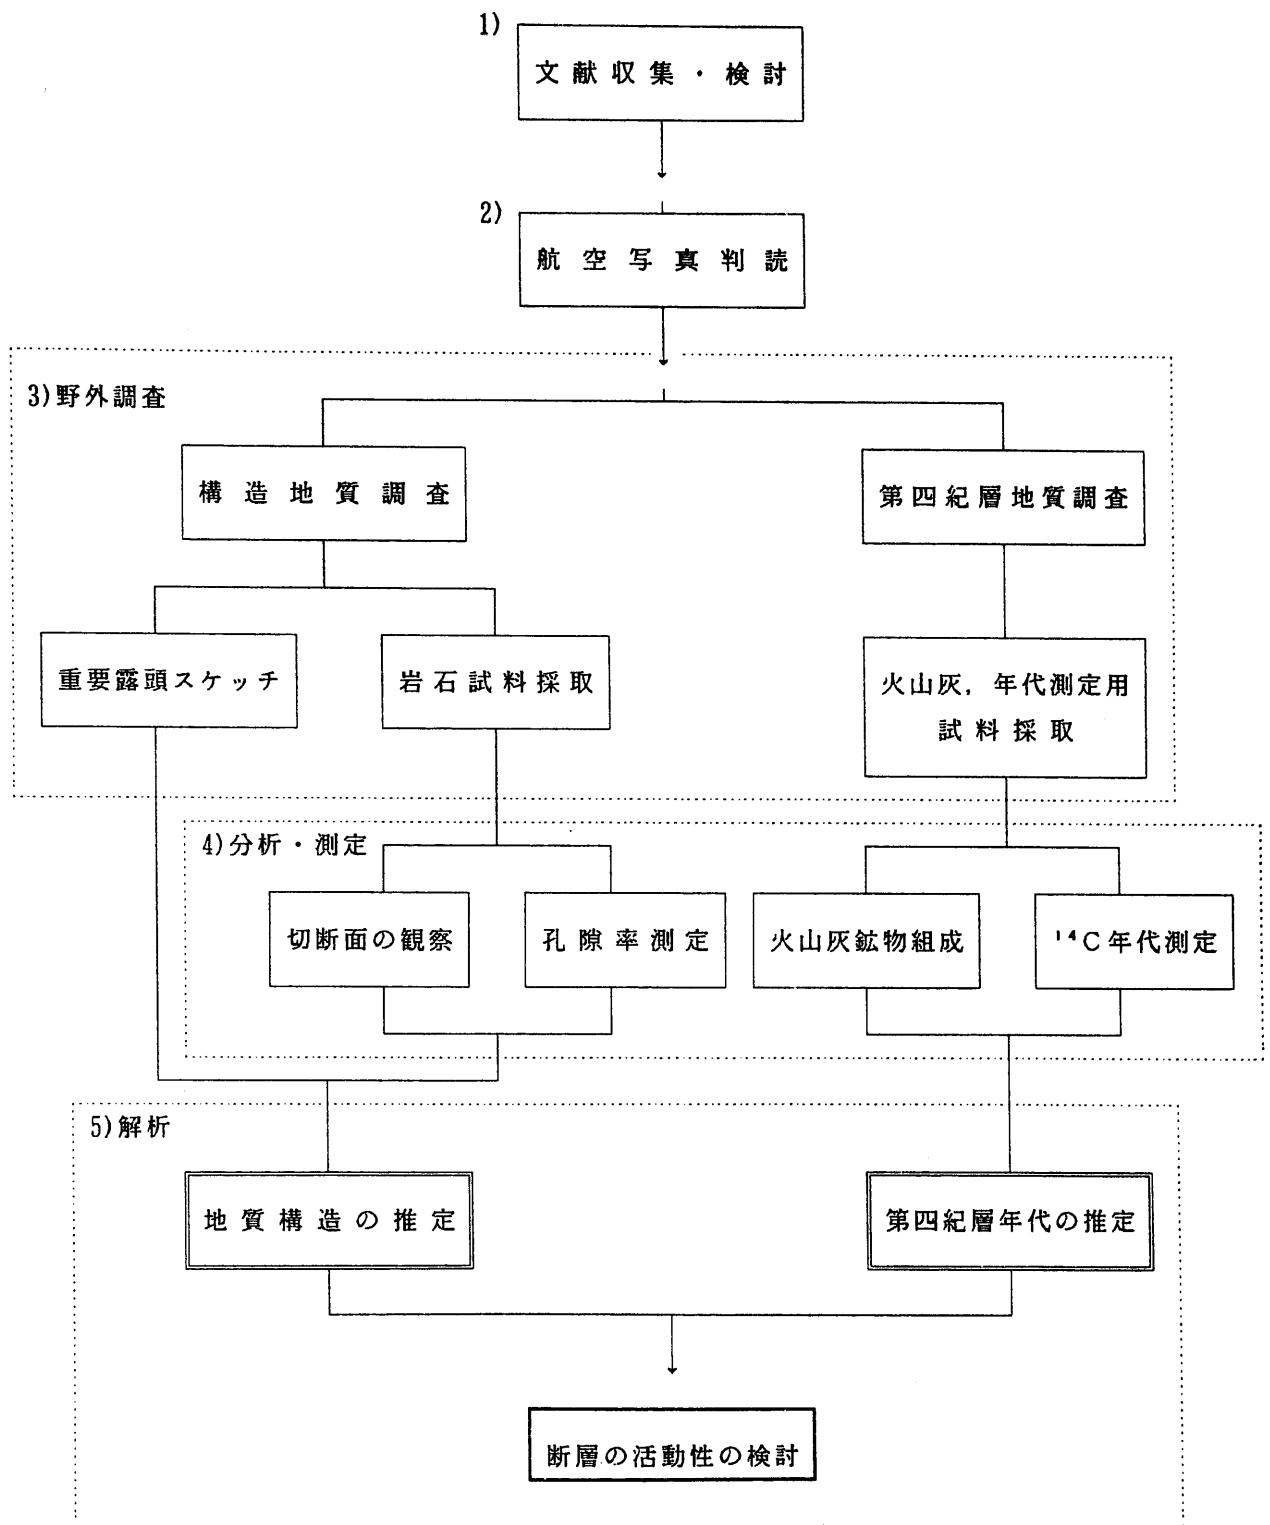 1)
文献収集・検討
2)
航空写真判読
3)野外調査
構造地質調査
第四紀層地質調査
重要露頭スケッチ
岩石試料採取
火山灰，年代測定用
試料採取
4)分析・測定
切断面の観察
孔隙率測定
火山灰鉱物組成
¹⁴C年代測定
5)解析
地質構造の推定
第四紀層年代の推定
断層の活動性の検討